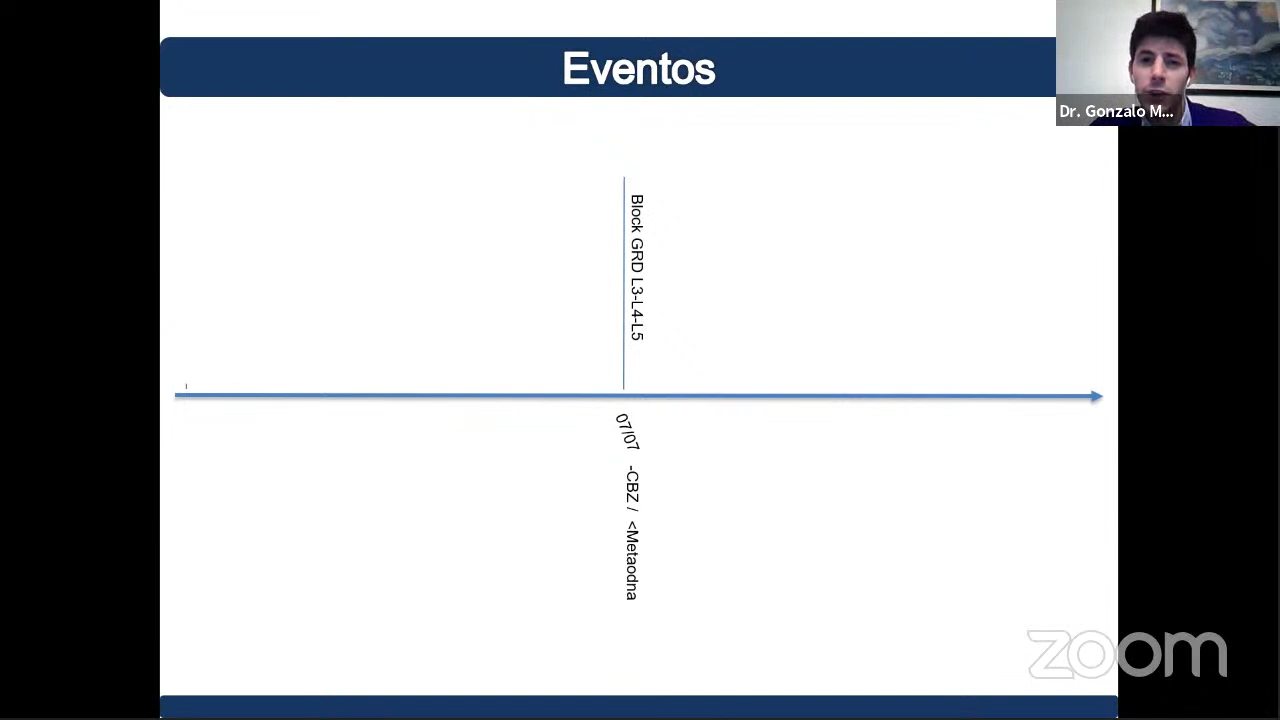 Eventos
Dr. Gonzalo M...
Block GRD L3-L4-L5
07/07
-CBZ / <Metaodna
zoom